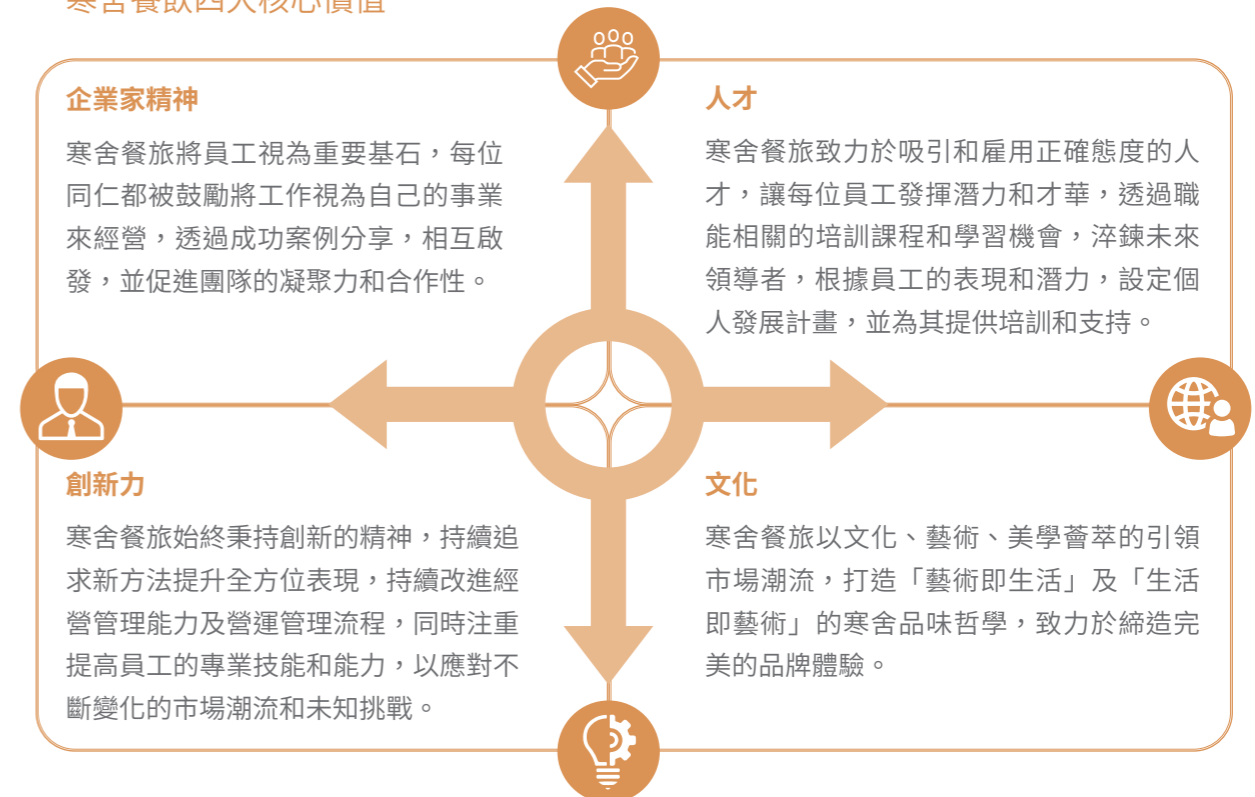 寒舍餐飲四大核心價值
企業家精神
寒舍餐旅將員工視為重要基石，每位
同仁都被鼓勵將工作視為自己的事業
來經營，透過成功案例分享，相互啟
發，並促進團隊的凝聚力和合作性。
人才
寒舍餐旅致力於吸引和雇用正確態度的人
才，讓每位員工發揮潛力和才華，透過職
能相關的培訓課程和學習機會，淬鍊未來
領導者，根據員工的表現和潛力，設定個
人發展計畫，並為其提供培訓和支持。
創新力
寒舍餐旅始終秉持創新的精神，持續追
求新方法提升全方位表現，持續改進經
營管理能力及營運管理流程，同時注重
提高員工的專業技能和能力，以應對不
斷變化的市場潮流和未知挑戰。
文化
寒舍餐旅以文化、藝術、美學薈萃的引領
市場潮流，打造「藝術即生活」及「生活
即藝術」的寒舍品味哲學，致力於締造完
美的品牌體驗。